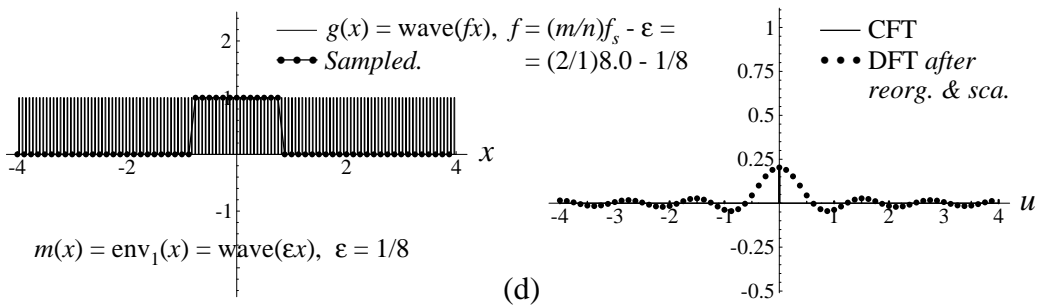 g(x) = wave(fx), f = (m/n)f_s - ε =
Sampled. = (2/1)8.0 - 1/8
2
1
-4 -2 2 4 x
-1
m(x) = env_1(x) = wave(εx), ε = 1/8
CFT
DFT after
reorg. & sca.
1
0.75
0.5
0.25
-4 -3 -2 -1 1 2 3 4 u
-0.25
-0.5
(d)